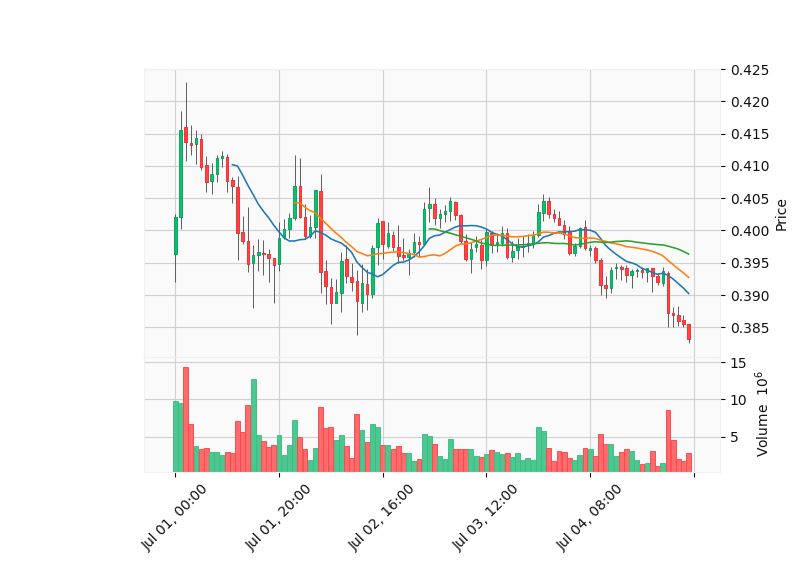 0.425
0.420
0.415
0.410
0.405
0.400
0.395
0.390
0.385
Price
15
10
5
Volume 10^6
Jul 01, 00:00
Jul 01, 20:00
Jul 02, 16:00
Jul 03, 12:00
Jul 04, 08:00